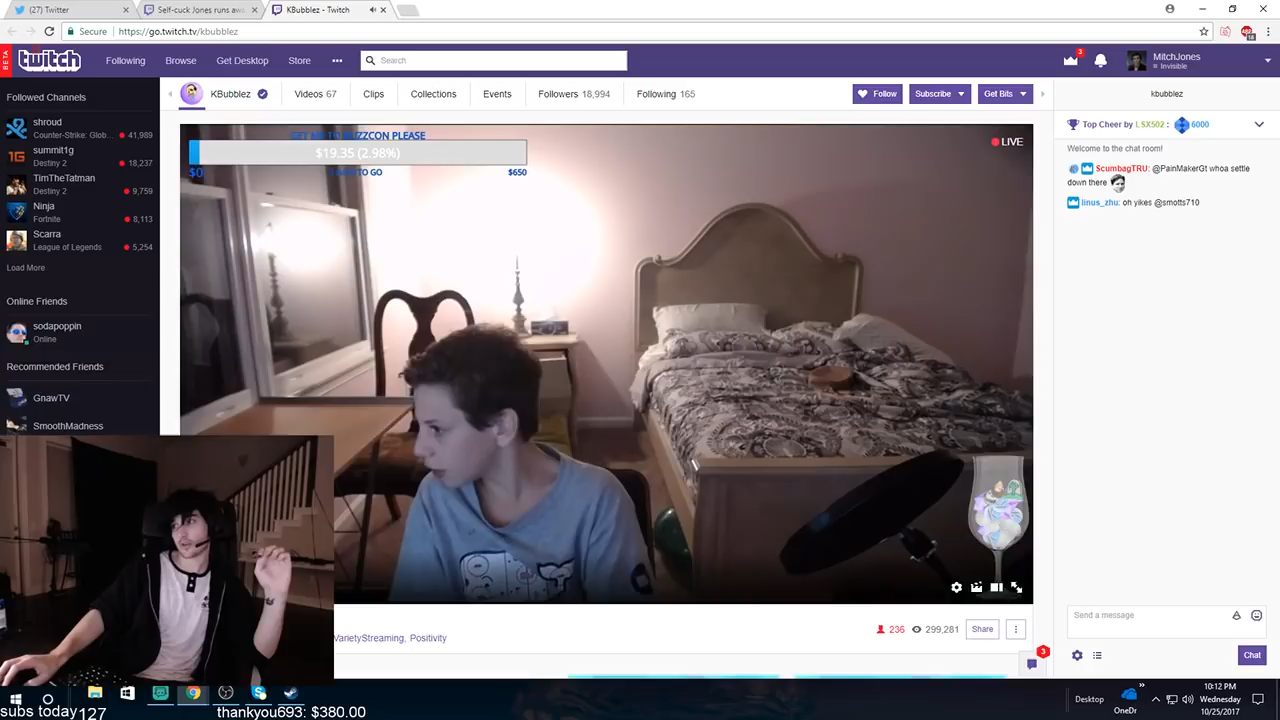 (27) Twitter
Self-cuck Jones runs aw
KBubblez - Twitch
Secure
https://go.twitch.tv/kbubblez
BETA
twitch
Following
Browse
Get Desktop
Store
Search
3
MitchJones
Invisible
Followed Channels
shroud
Counter-Strike: Glob...
41,989
summit1g
Destiny 2
18,237
TimTheTatman
Destiny 2
9,759
Ninja
Fortnite
8,113
Scarra
League of Legends
5,254
Load More
Online Friends
sodapoppin
Online
Recommended Friends
GnawTV
SmoothMadness
KBubblez
Videos 67
Clips
Collections
Events
Followers 18,994
Following 165
Follow
Subscribe
Get Bits
PLEASE
$19.35 (2.98%)
$0
TO GO
$650
LIVE
VarietyStreaming, Positivity
236
299,281
Share
3
kbubblez
Top Cheer by LSX502 :
6000
Welcome to the chat room!
ScumbagTRU: @PainMakerGt whoa settle
down there
linus_zhu: oh yikes @smotts710
Send a message
Chat
Desktop
OneDr
10:12 PM
Wednesday
10/25/2017
subs today 127
thankyou693: $380.00